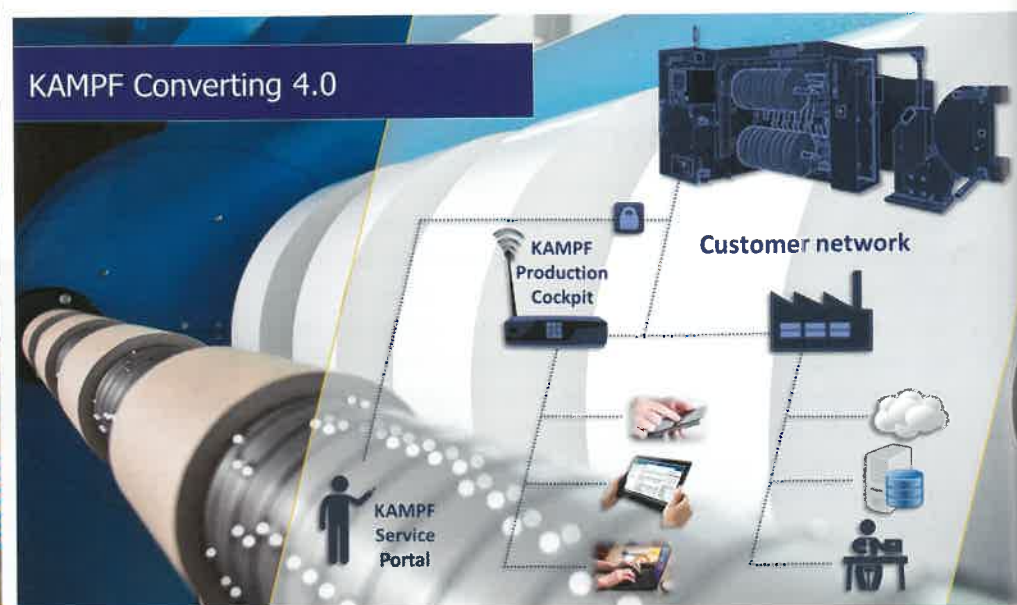 KAMPF Converting 4.0
KAMPF
Production
Cockpit
Customer network
KAMPF
Service
Portal